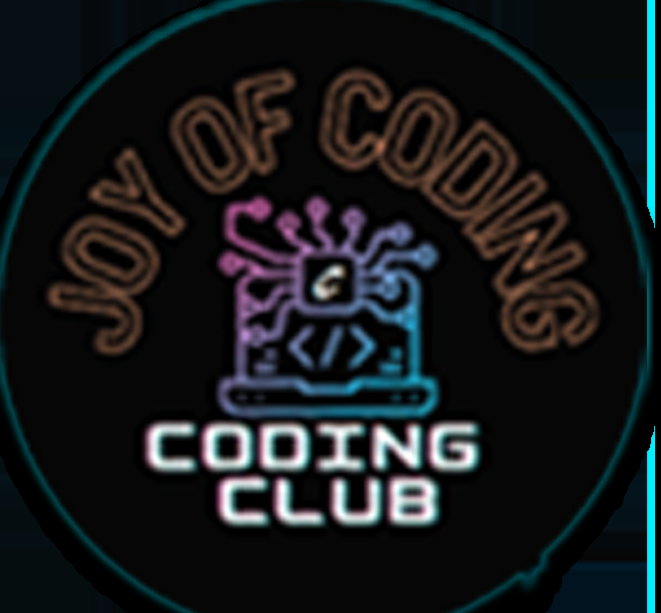 JOY OF CODING
C
</>
CODING
CLUB